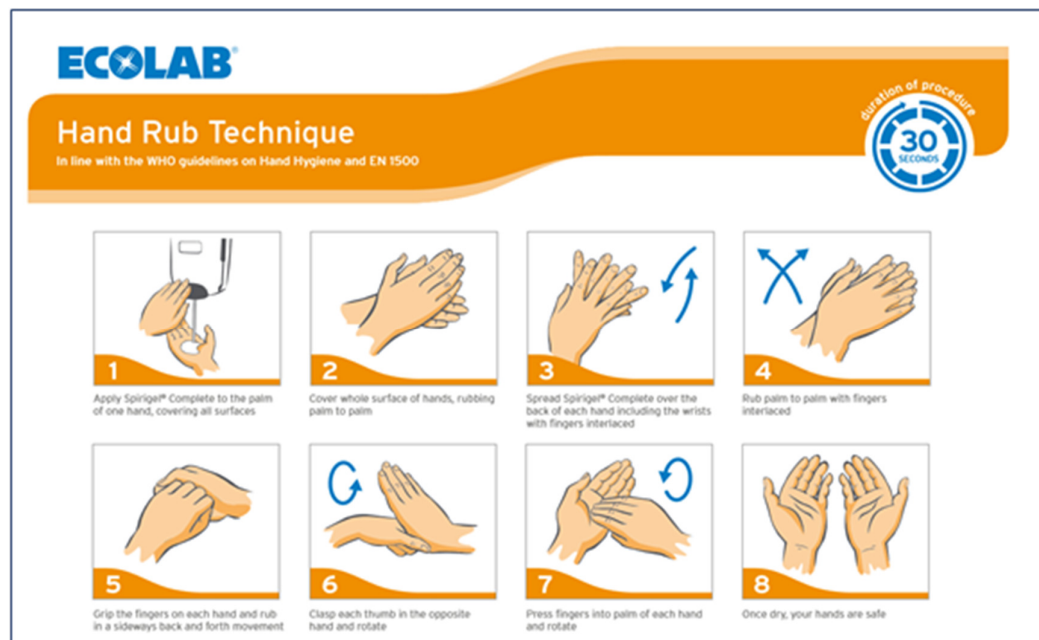 ECOLAB®
Hand Rub Technique
In line with the WHO guidelines on Hand Hygiene and EN 1500
duration of procedure
30
SECONDS
1
Apply Spirigel® Complete to the palm
of one hand, covering all surfaces
2
Cover whole surface of hands, rubbing
palm to palm
3
Spread Spirigel® Complete over the
back of each hand including the wrists
with fingers interlaced
4
Rub palm to palm with fingers
interlaced
5
Grip the fingers on each hand and rub
in a sideways back and forth movement
6
Clasp each thumb in the opposite
hand and rotate
7
Press fingers into palm of each hand
and rotate
8
Once dry, your hands are safe